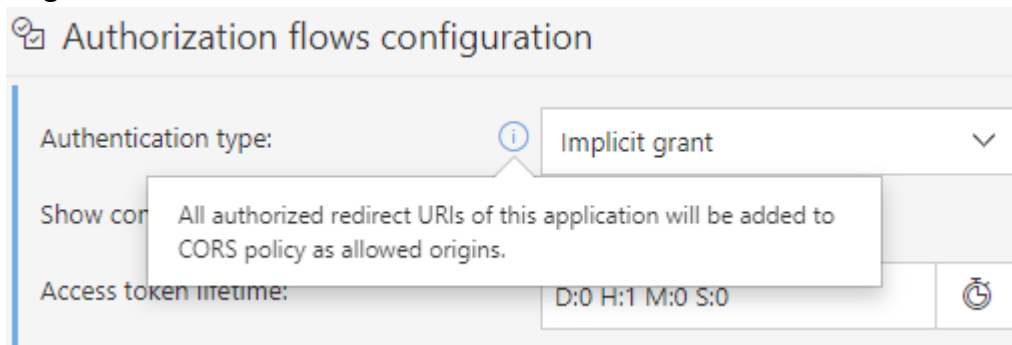 Authorization flows configuration
Authentication type:
Implicit grant
Show con
All authorized redirect URIs of this application will be added to
CORS policy as allowed origins.
Access token lifetime:
D:0 H:1 M:0 S:0